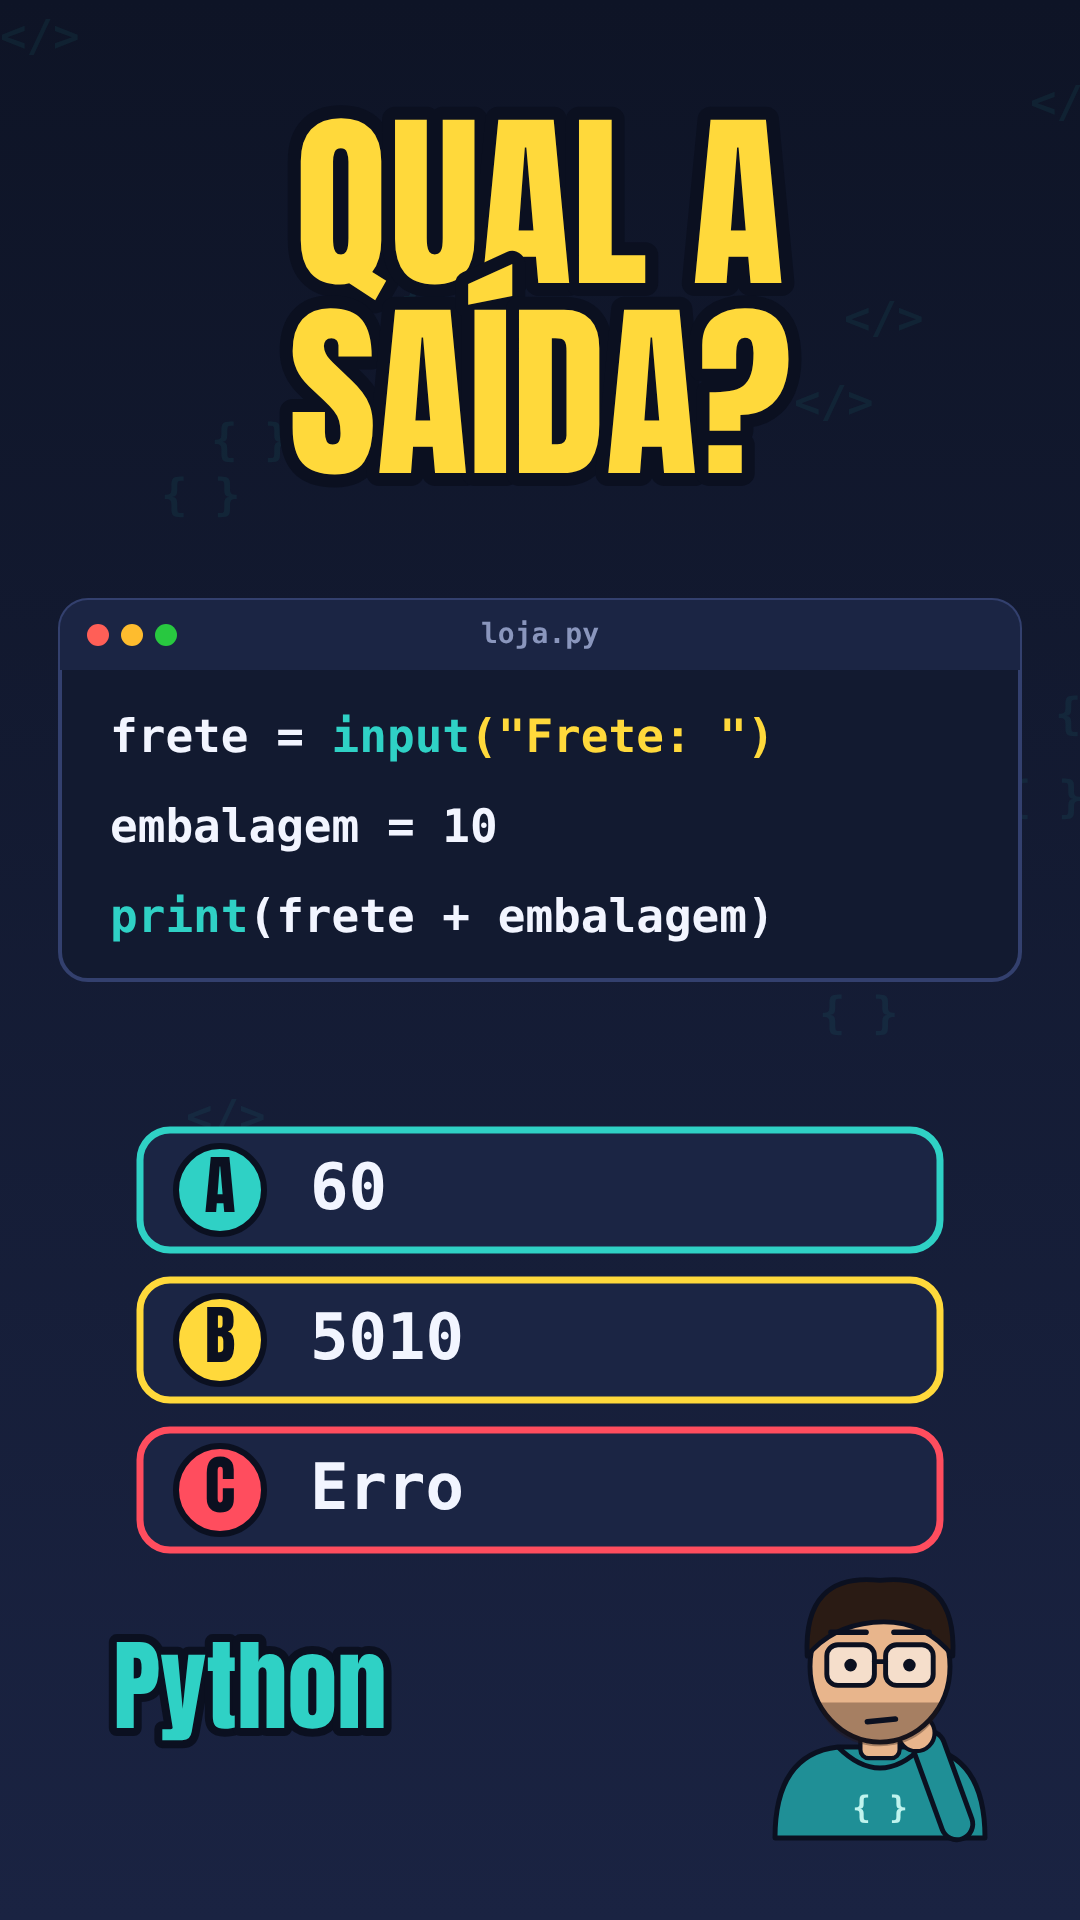 </>
</
QUAL A
SAÍDA?
</>
</>
{ }
{ }
loja.py
frete = input("Frete: ")
embalagem = 10
print(frete + embalagem)
{
}
{ }
</>
A 60
B 5010
C Erro
Python
{ }